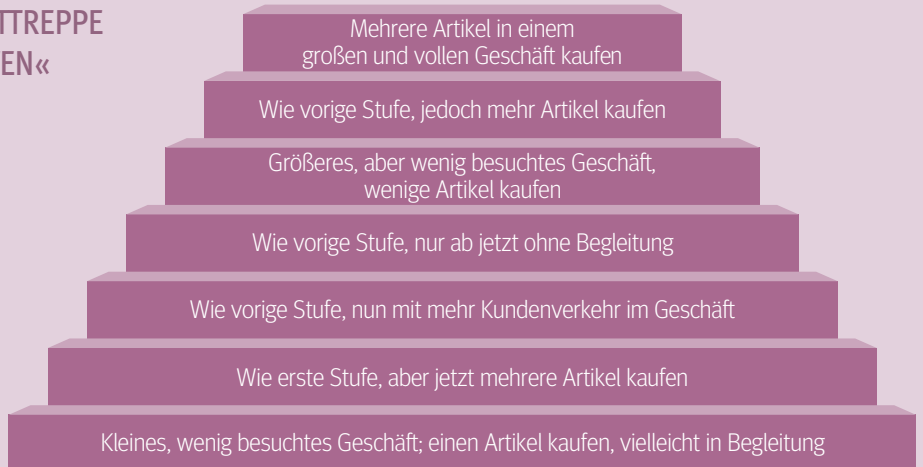 TTREPPE
EN«
Mehrere Artikel in einem
großen und vollen Geschäft kaufen
Wie vorige Stufe, jedoch mehr Artikel kaufen
Größeres, aber wenig besuchtes Geschäft,
wenige Artikel kaufen
Wie vorige Stufe, nur ab jetzt ohne Begleitung
Wie vorige Stufe, nun mit mehr Kundenverkehr im Geschäft
Wie erste Stufe, aber jetzt mehrere Artikel kaufen
Kleines, wenig besuchtes Geschäft; einen Artikel kaufen, vielleicht in Begleitung